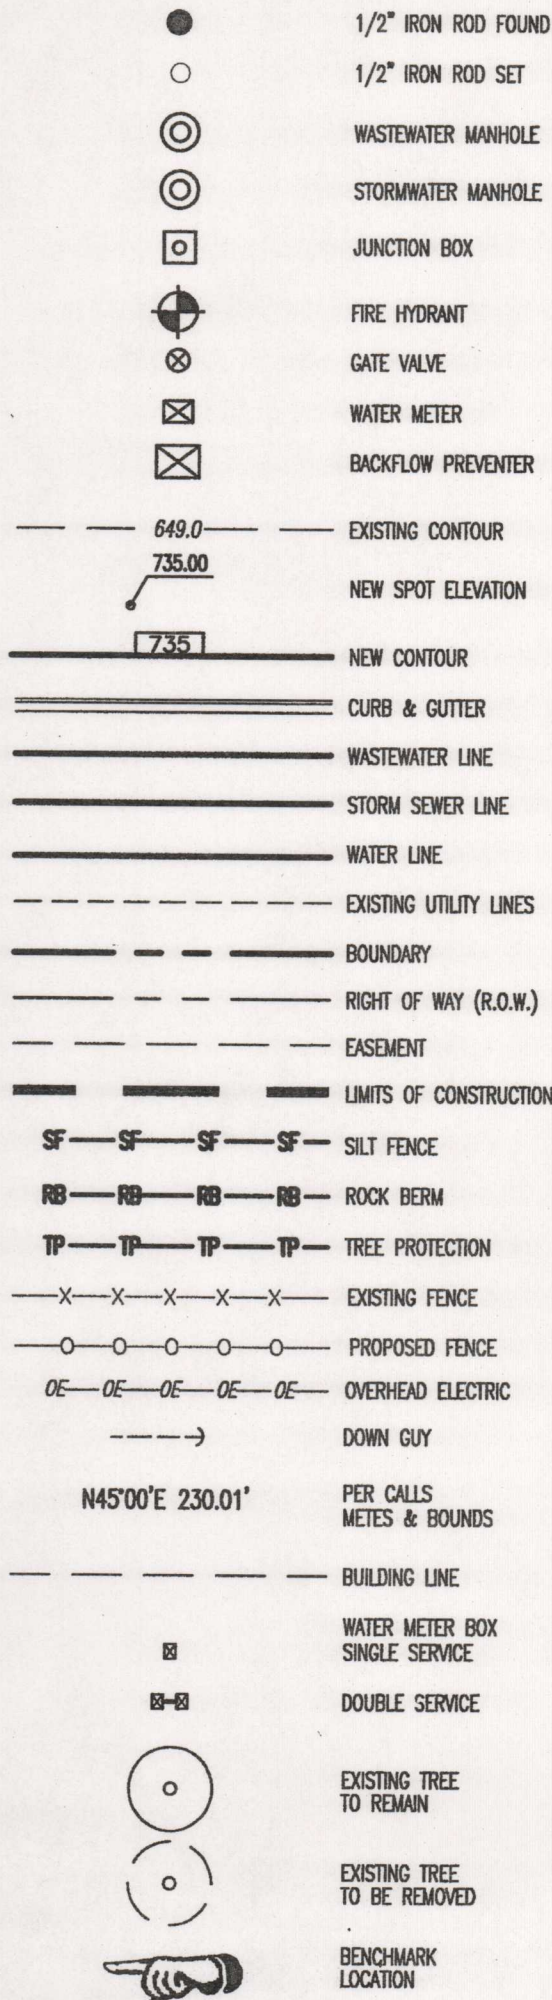 1/2" IRON ROD FOUND
1/2" IRON ROD SET
WASTEWATER MANHOLE
STORMWATER MANHOLE
JUNCTION BOX
FIRE HYDRANT
GATE VALVE
WATER METER
BACKFLOW PREVENTER
649.0 EXISTING CONTOUR
735.00
NEW SPOT ELEVATION
735
NEW CONTOUR
CURB & GUTTER
WASTEWATER LINE
STORM SEWER LINE
WATER LINE
EXISTING UTILITY LINES
BOUNDARY
RIGHT OF WAY (R.O.W.)
EASEMENT
LIMITS OF CONSTRUCTION
SF SF SF SF SILT FENCE
RB RB RB RB ROCK BERM
TP TP TP TP TREE PROTECTION
X X X X X EXISTING FENCE
O O O O O PROPOSED FENCE
OE OE OE OE OE OVERHEAD ELECTRIC
DOWN GUY
N45°00'E 230.01' PER CALLS
METES & BOUNDS
BUILDING LINE
WATER METER BOX
SINGLE SERVICE
DOUBLE SERVICE
EXISTING TREE
TO REMAIN
EXISTING TREE
TO BE REMOVED
BENCHMARK
LOCATION